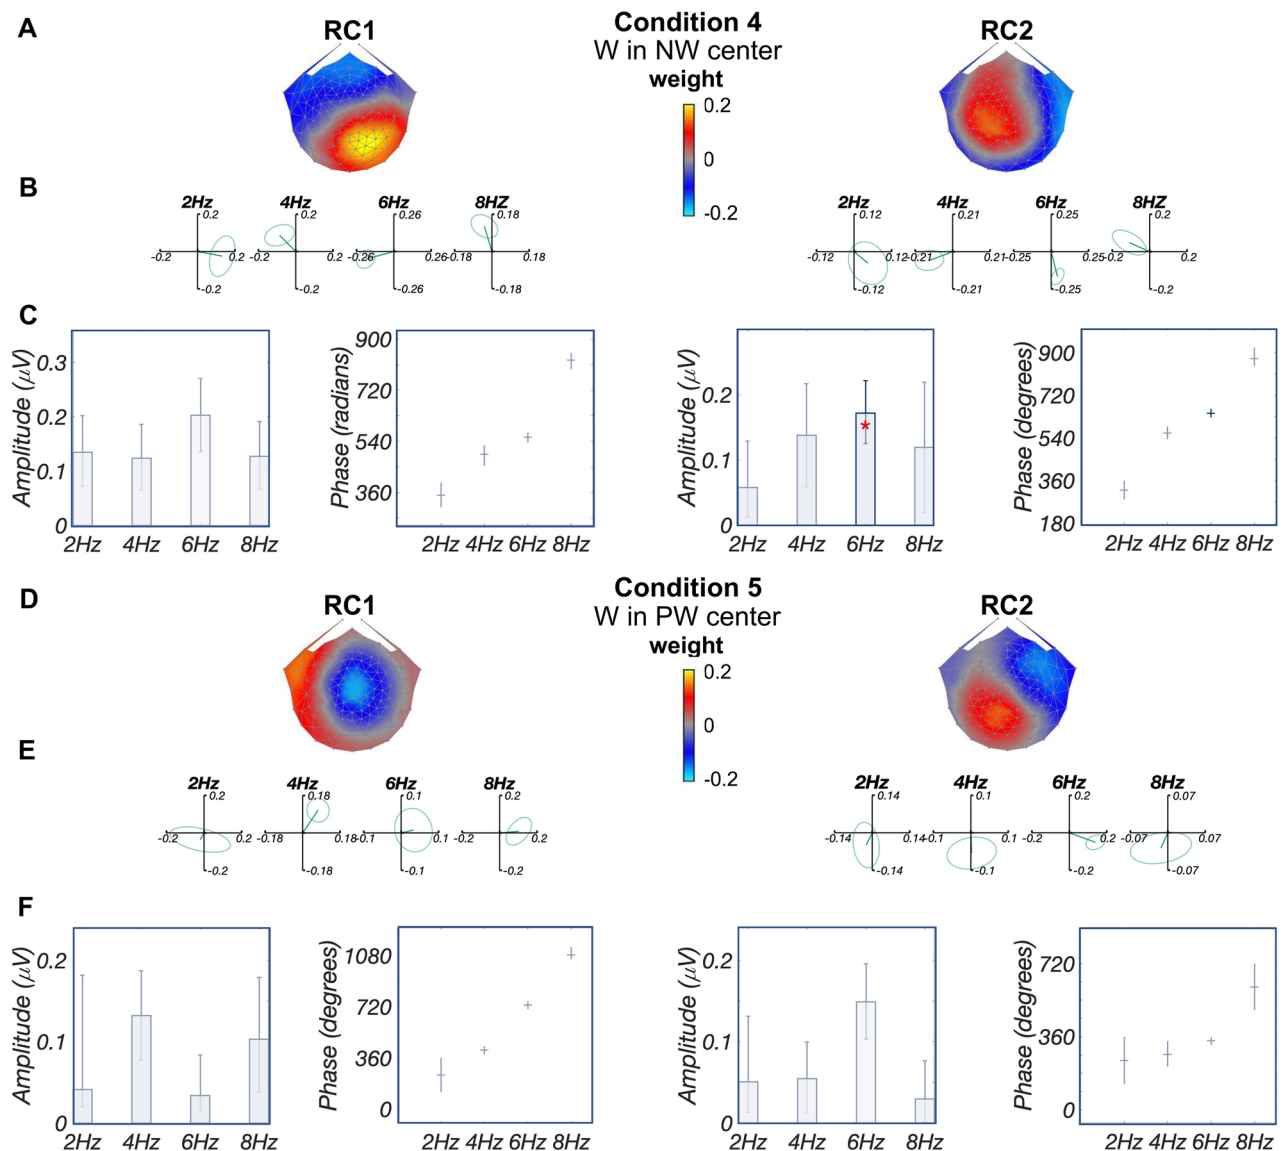 A
Condition 4
W in NW center
RC1
RC2
weight
0.2
0
-0.2
B
2Hz 4Hz 6Hz 8HZ
0.2 0.2 0.26 0.18
-0.2 0.2 -0.2 0.2 -0.26 0.26 -0.18 0.18
-0.2 -0.2 -0.26 -0.18
2Hz 4Hz 6Hz 8Hz
0.12 0.21 0.25 0.2
-0.12 0.12 -0.21 0.21 -0.25 0.25 -0.2 0.2
-0.12 -0.21 -0.25 -0.2
C
Amplitude (μV)
0.3
0.2
0.1
0
2Hz 4Hz 6Hz 8Hz
Phase (radians)
900
720
540
360
2Hz 4Hz 6Hz 8Hz
Amplitude (μV)
0.2
0.1
0
*
2Hz 4Hz 6Hz 8Hz
Phase (degrees)
900
720
540
360
180
2Hz 4Hz 6Hz 8Hz
D
Condition 5
W in PW center
RC1
RC2
weight
0.2
0
-0.2
E
2Hz 4Hz 6Hz 8Hz
0.2 0.18 0.1 0.2
-0.2 0.2 -0.18 0.18 -0.1 0.1 -0.2 0.2
-0.2 -0.18 -0.1 -0.2
2Hz 4Hz 6Hz 8Hz
0.14 0.1 0.2 0.07
-0.14 0.14 -0.1 0.1 -0.2 0.2 -0.07 0.07
-0.14 -0.1 -0.2 -0.07
F
Amplitude (μV)
0.2
0.1
0
2Hz 4Hz 6Hz 8Hz
Phase (degrees)
1080
720
360
0
2Hz 4Hz 6Hz 8Hz
Amplitude (μV)
0.2
0.1
0
2Hz 4Hz 6Hz 8Hz
Phase (degrees)
720
360
0
2Hz 4Hz 6Hz 8Hz